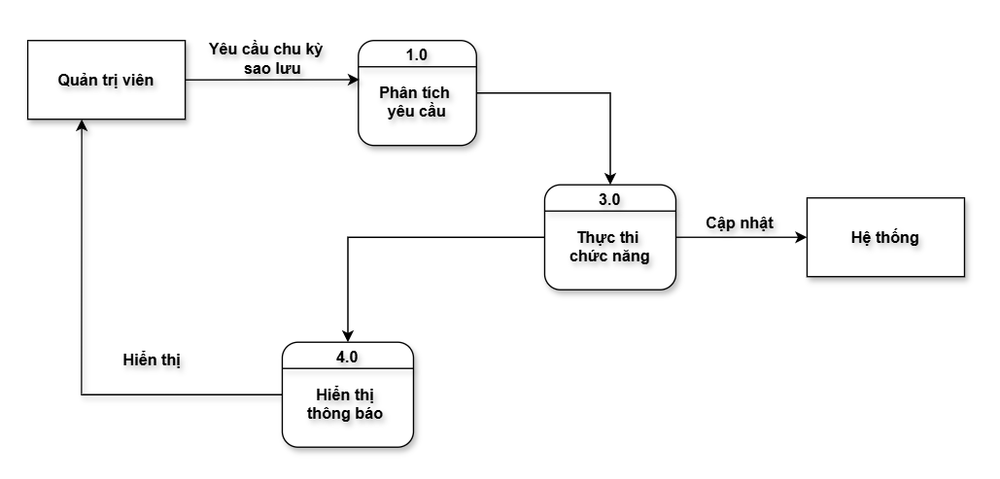 Quản trị viên
Yêu cầu chu kỳ
sao lưu
1.0
Phân tích
yêu cầu
3.0
Thực thi
chức năng
Cập nhật
Hệ thống
Hiển thị
4.0
Hiển thị
thông báo